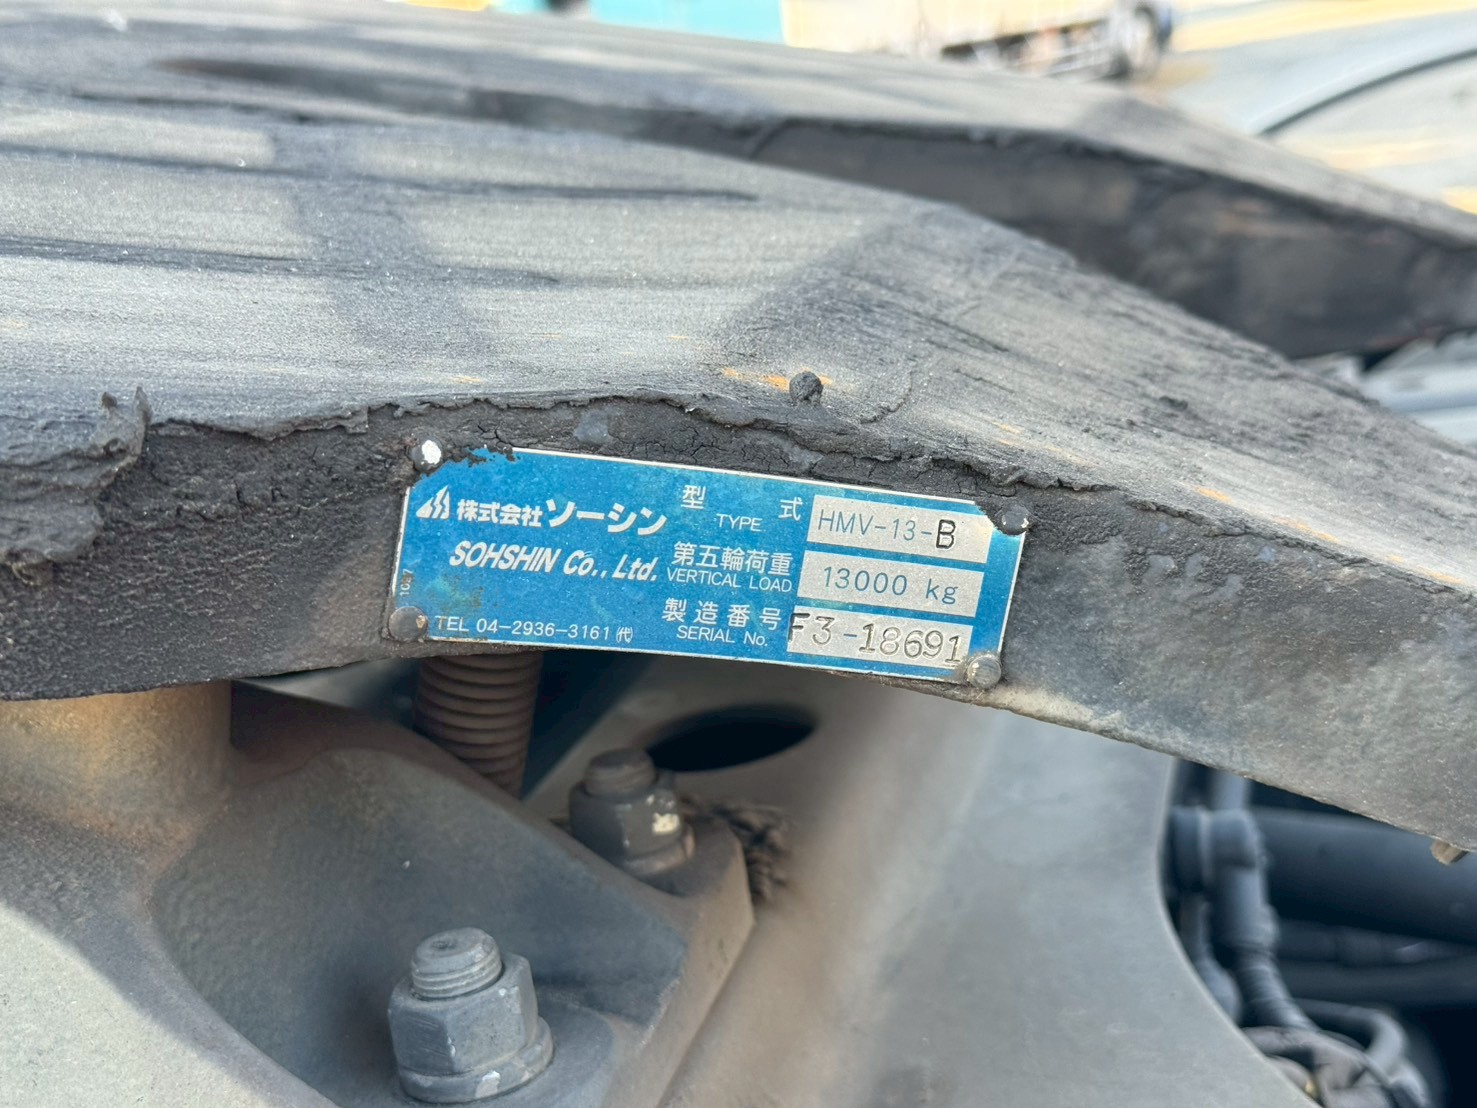 株式会社ソーシン
SOHSHIN Co., Ltd.
TEL 04-2936-3161 ㈹
型式 HMV-13-B
TYPE
第五輪荷重 13000 kg
VERTICAL LOAD
製造番号 F3-18691
SERIAL No.